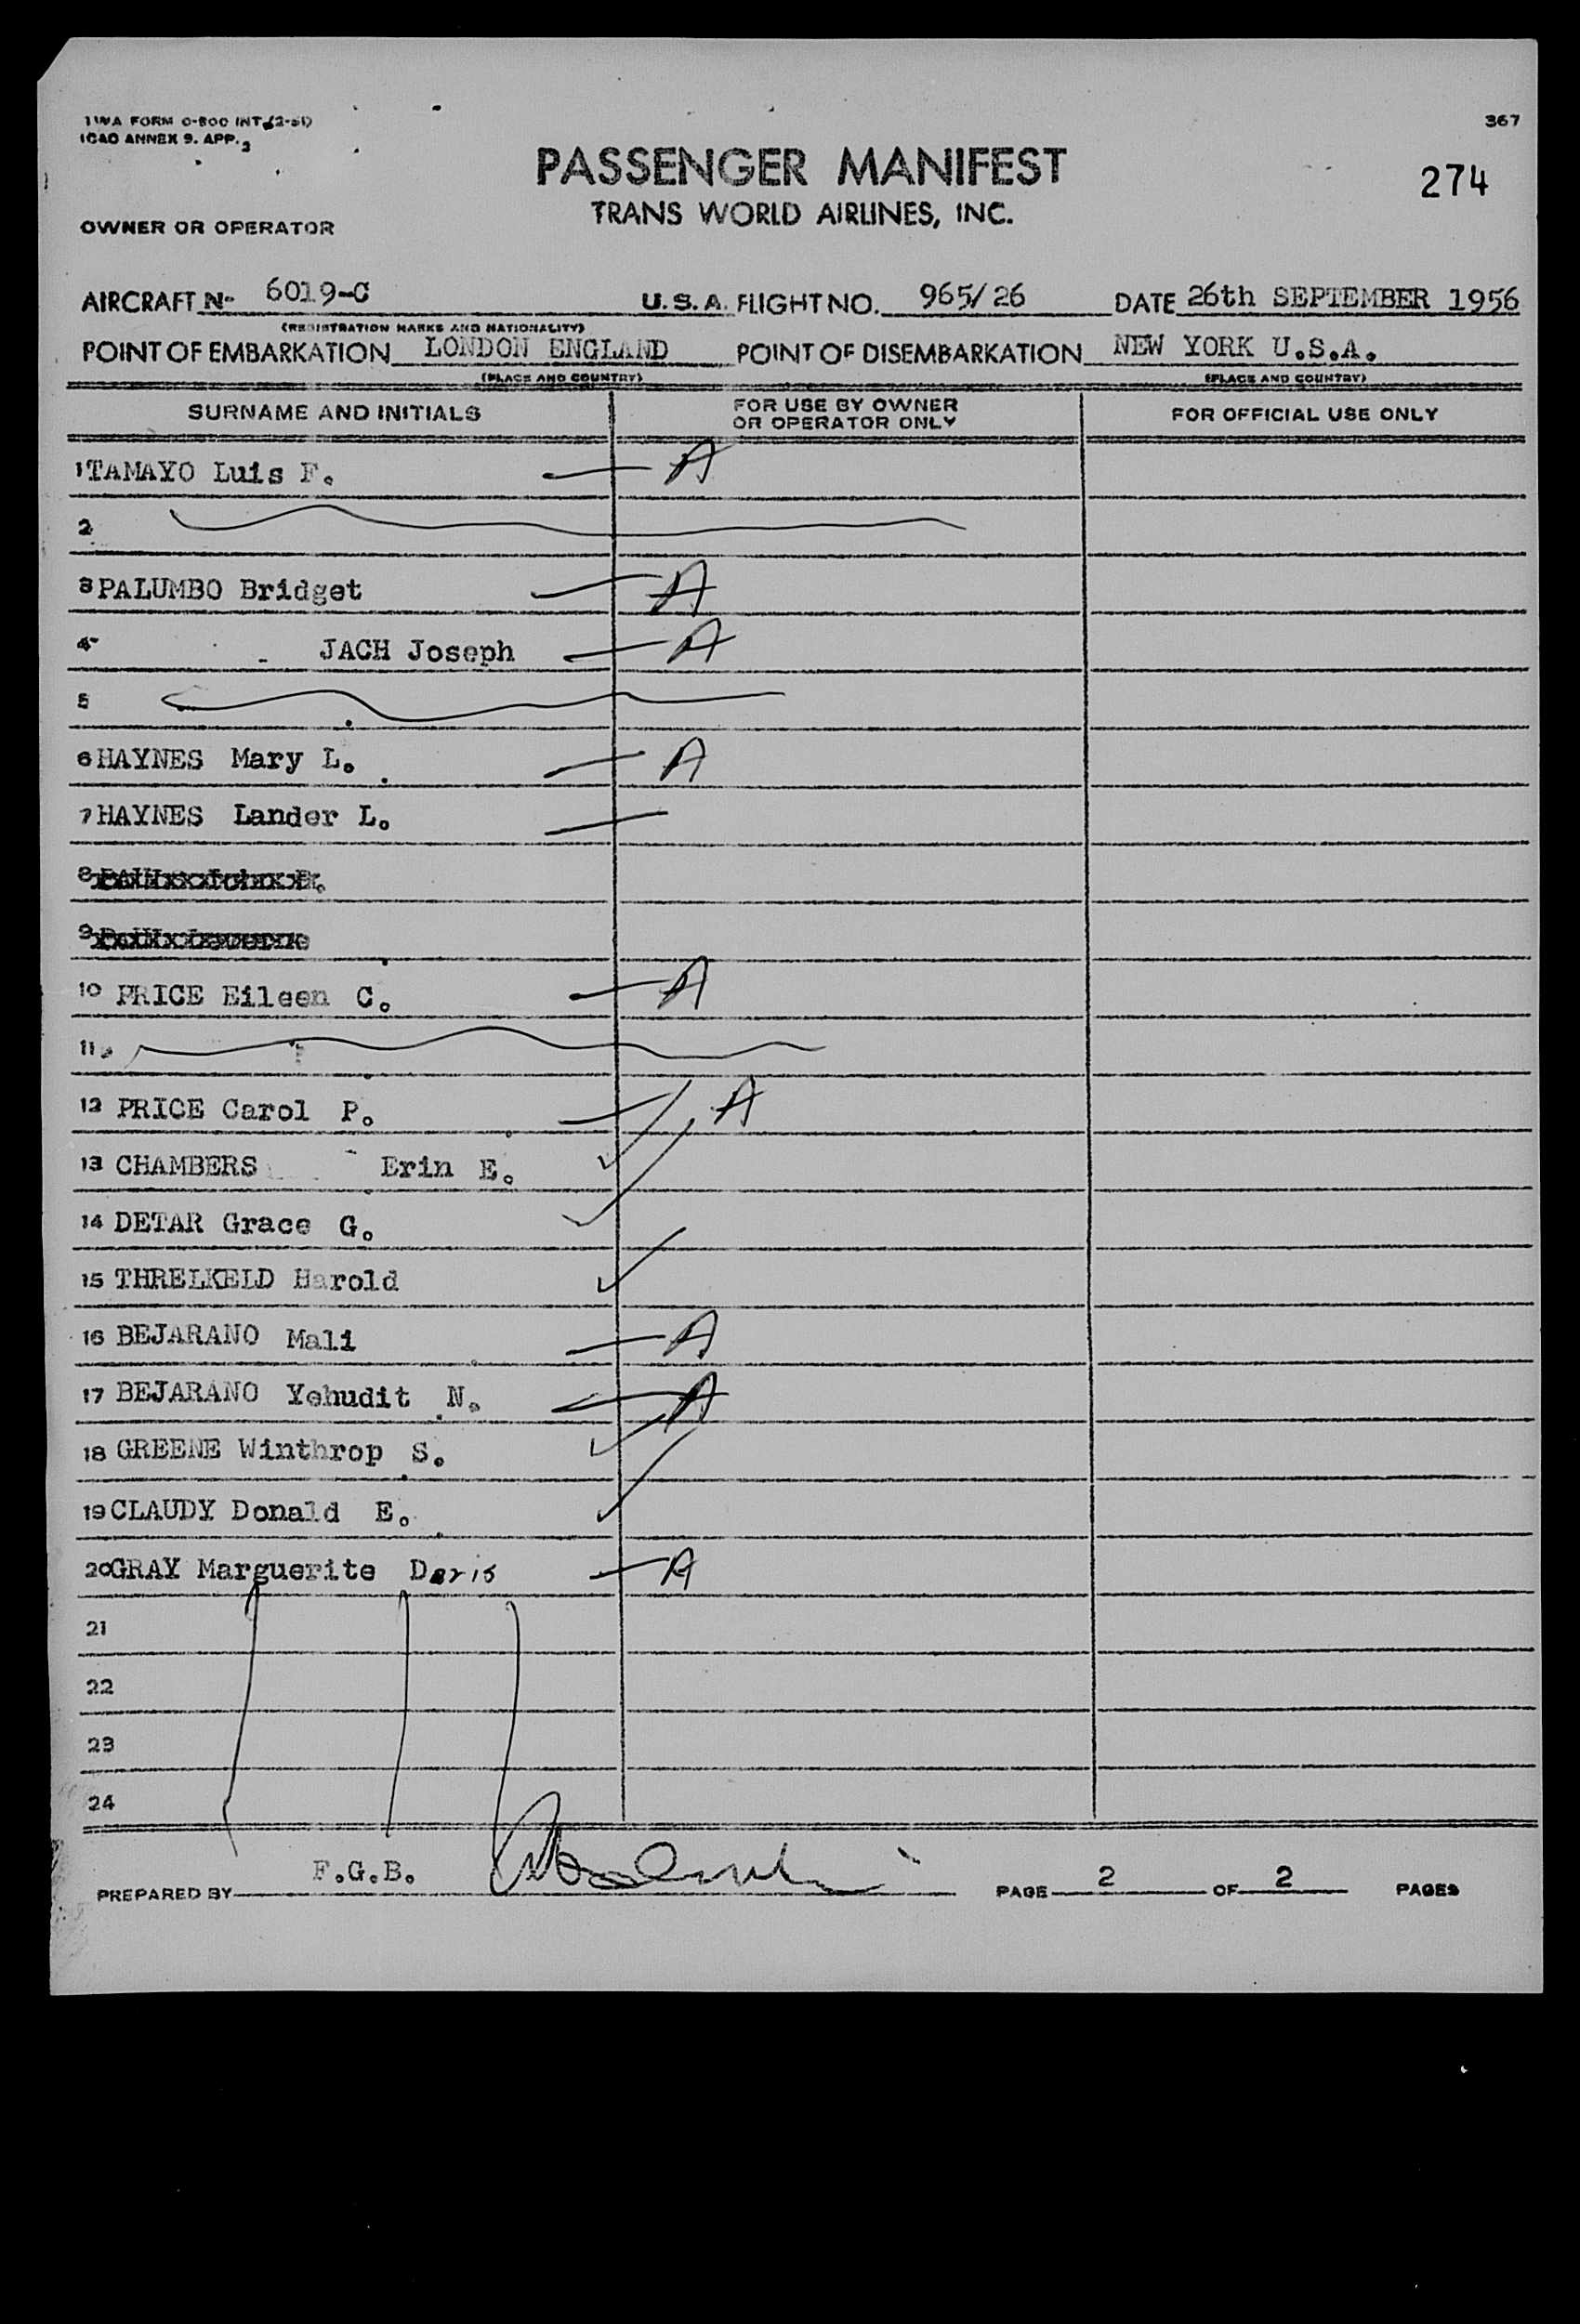 TWA FORM O-800 INT (2-51)
ICAO ANNEX 9. APP. 3
367
274
PASSENGER MANIFEST
TRANS WORLD AIRLINES, INC.
OWNER OR OPERATOR
AIRCRAFT N- 6019-C U.S.A. FLIGHT NO. 965/26 DATE 26th SEPTEMBER 1956
(REGISTRATION MARKS AND NATIONALITY)
POINT OF EMBARKATION LONDON ENGLAND POINT OF DISEMBARKATION NEW YORK U.S.A.
(PLACE AND COUNTRY) (PLACE AND COUNTRY)
SURNAME AND INITIALS FOR USE BY OWNER OR OPERATOR ONLY FOR OFFICIAL USE ONLY
1 TAMAYO Luis F. A
2
3 PALUMBO Bridget A
4 JACH Joseph A
5
6 HAYNES Mary L. A
7 HAYNES Lander L.
8
9
10 PRICE Eileen C. A
11
12 PRICE Carol P. A
13 CHAMBERS Erin E.
14 DETAR Grace G.
15 THRELKELD Harold
16 BEJARANO Mali A
17 BEJARANO Yehudit N. A
18 GREENE Winthrop S.
19 CLAUDY Donald E.
20 GRAY Marguerite Doris A
21
22
23
24
PREPARED BY F.G.B. PAGE 2 OF 2 PAGES